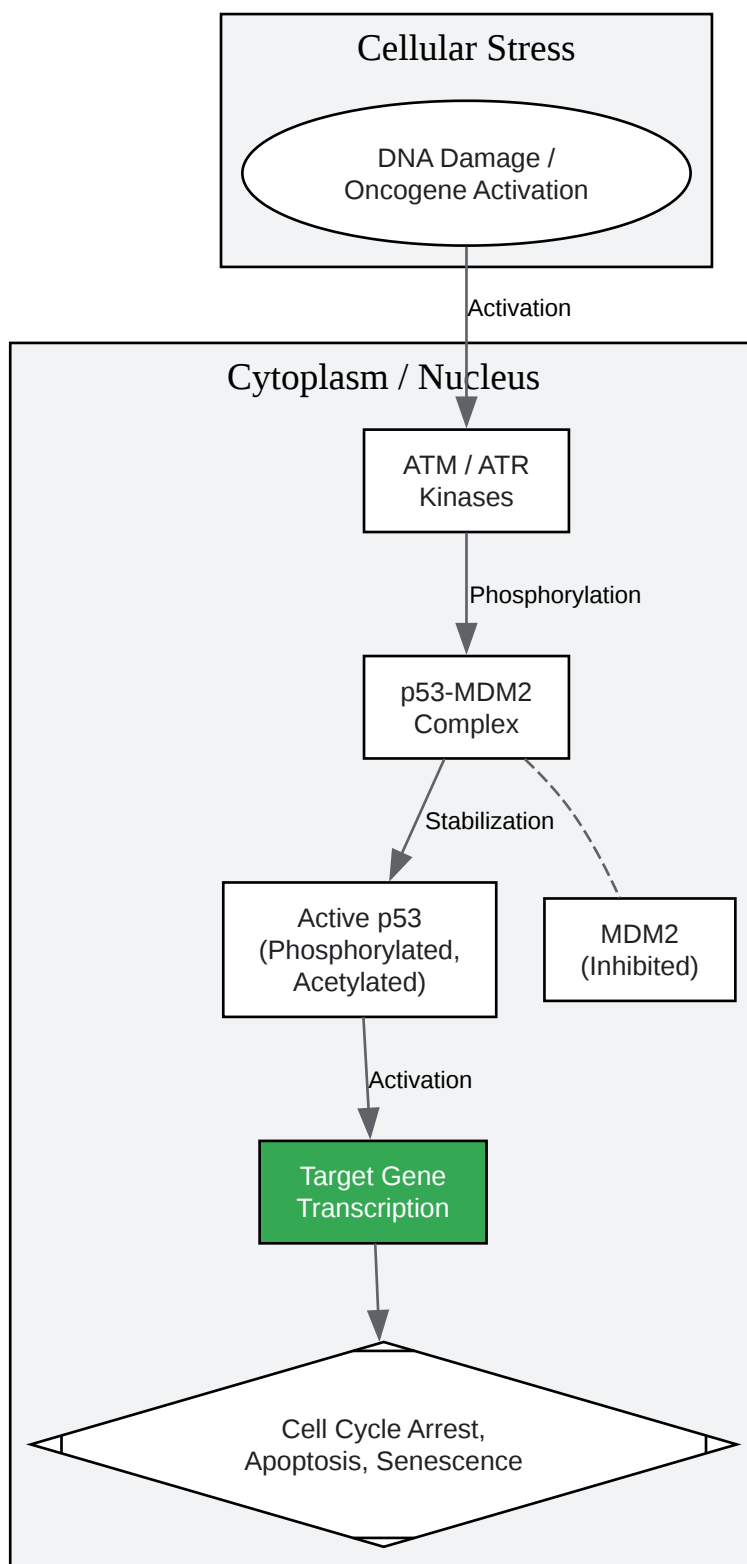 Cellular Stress
DNA Damage /
Oncogene Activation
Activation
Cytoplasm / Nucleus
ATM / ATR
Kinases
Phosphorylation
p53-MDM2
Complex
Stabilization
Active p53
(Phosphorylated,
Acetylated)
MDM2
(Inhibited)
Activation
Target Gene
Transcription
Cell Cycle Arrest,
Apoptosis, Senescence